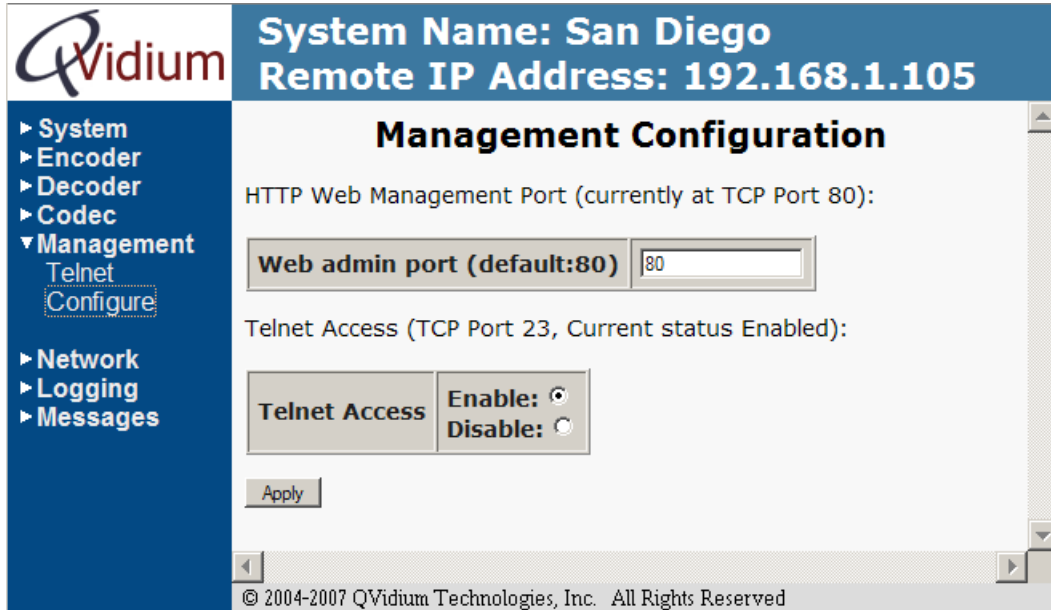 QVidium
System Name: San Diego
Remote IP Address: 192.168.1.105
System
Encoder
Decoder
Codec
Management
Telnet
Configure
Network
Logging
Messages
Management Configuration
HTTP Web Management Port (currently at TCP Port 80):
Web admin port (default:80) 80
Telnet Access (TCP Port 23, Current status Enabled):
Telnet Access
Enable:
Disable:
Apply
© 2004-2007 QVidium Technologies, Inc. All Rights Reserved